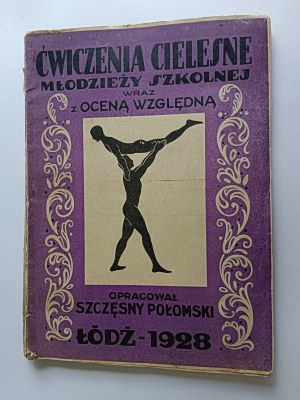 ĆWICZENIA CIELESNE
MŁODZIEŻY SZKOLNEJ
WRAZ
z OCENĄ WZGLĘDNĄ
OPRACOWAŁ
SZCZĘSNY POŁOMSKI
ŁÓDŹ - 1928